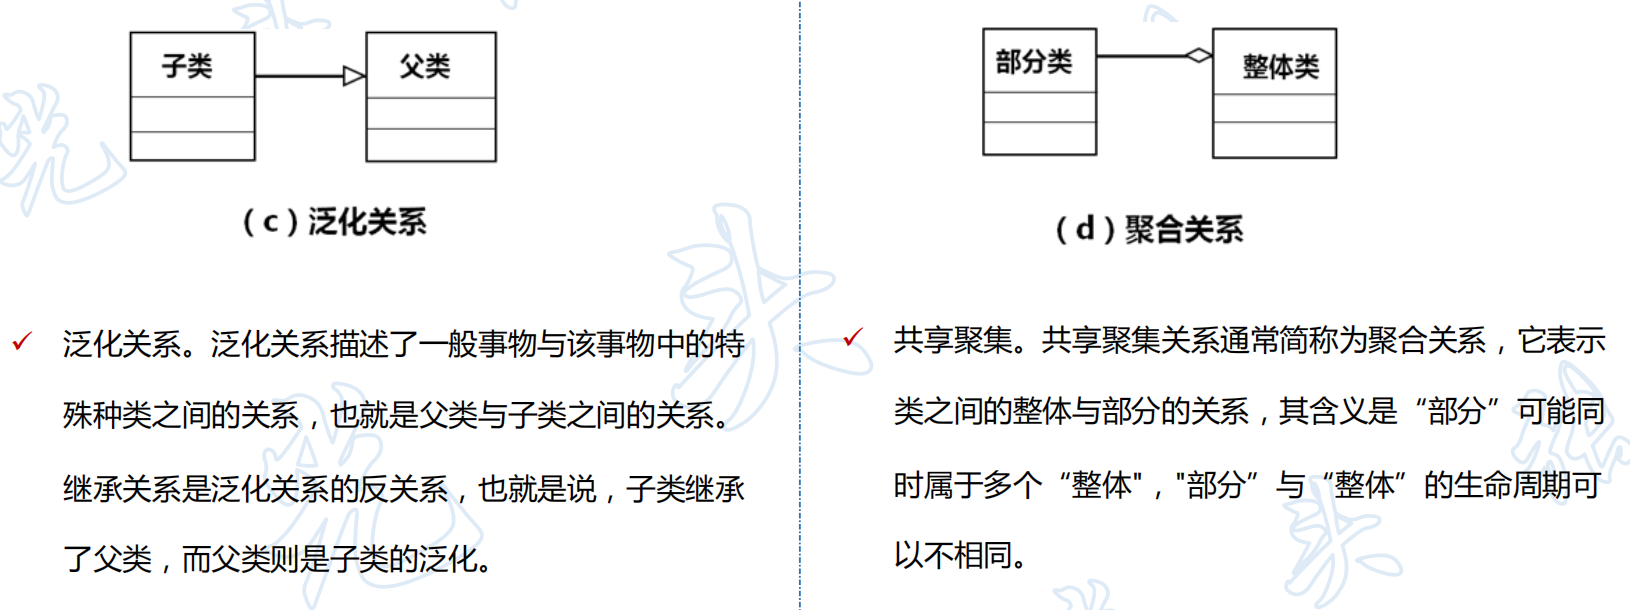 子类
父类
（c）泛化关系
泛化关系。泛化关系描述了一般事物与该事物中的特
殊种类之间的关系，也就是父类与子类之间的关系。
继承关系是泛化关系的反关系，也就是说，子类继承
了父类，而父类则是子类的泛化。
部分类
整体类
（d）聚合关系
共享聚集。共享聚集关系通常简称为聚合关系，它表示
类之间的整体与部分的关系，其含义是“部分”可能同
时属于多个“整体"，"部分”与“整体”的生命周期可
以不相同。